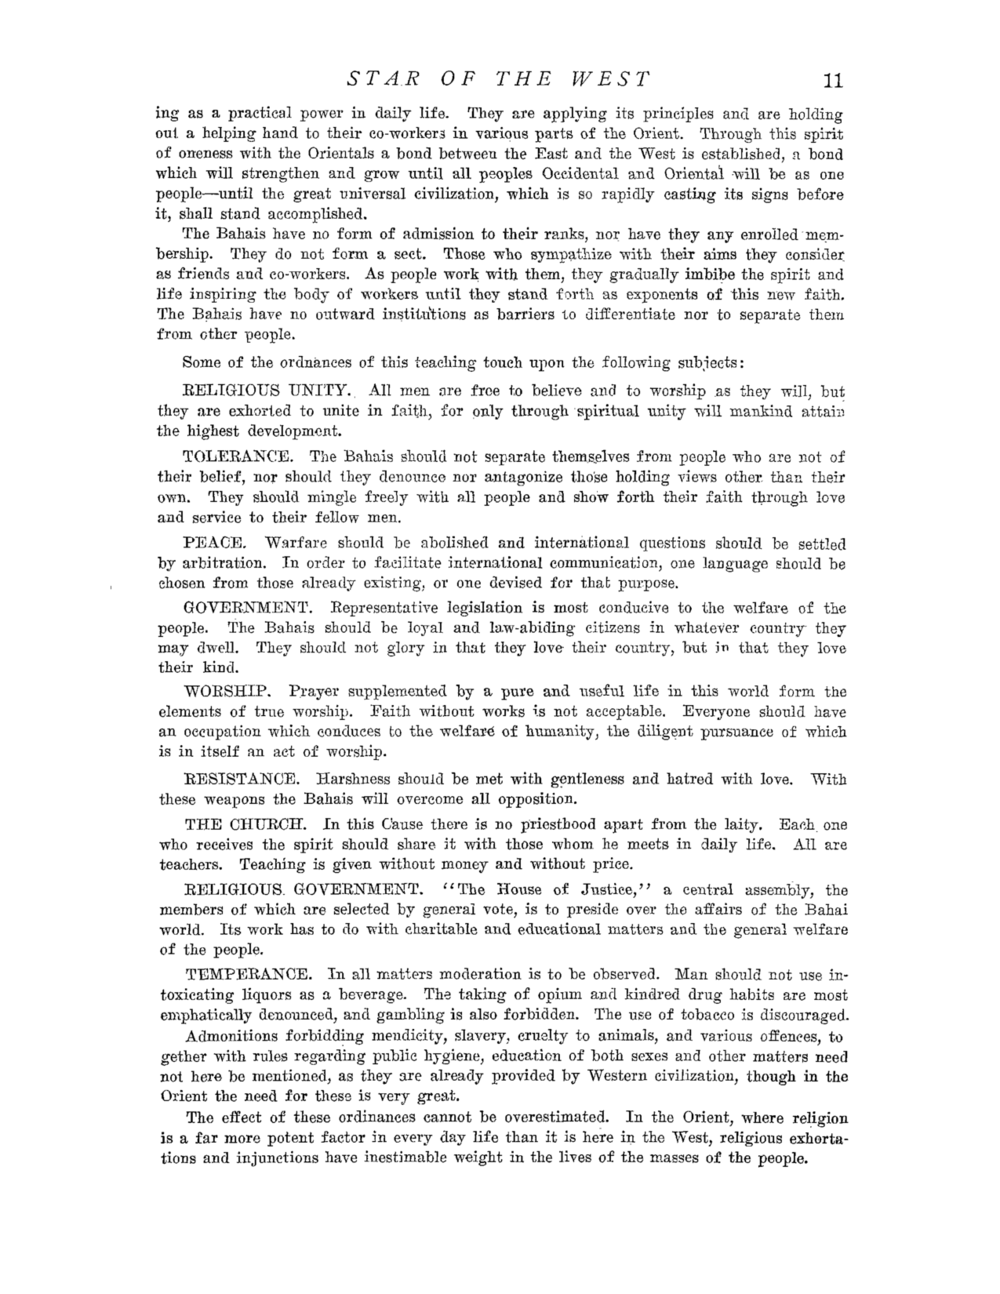 STAR OF THE WEST 11
ing as a practical power in daily life. They are applying its principles and are holding
out a helping hand to their co-workers in various parts of the Orient. Through this spirit
of oneness with the Orientals a bond between the East and the West is established, a bond
which will strengthen and grow until all peoples Occidental and Oriental will be as one
people—until the great universal civilization, which is so rapidly casting its signs before
it, shall stand accomplished.
The Bahais have no form of admission to their ranks, nor have they any enrolled mem-
bership. They do not form a sect. Those who sympathize with their aims they consider
as friends and co-workers. As people work with them, they gradually imbibe the spirit and
life inspiring the body of workers until they stand forth as exponents of this new faith.
The Bahais have no outward institutions as barriers to differentiate nor to separate them
from other people.
Some of the ordnances of this teaching touch upon the following subjects:
RELIGIOUS UNITY. All men are free to believe and to worship as they will, but
they are exhorted to unite in faith, for only through spiritual unity will mankind attain
the highest development.
TOLERANCE. The Bahais should not separate themselves from people who are not of
their belief, nor should they denounce nor antagonize those holding views other than their
own. They should mingle freely with all people and show forth their faith through love
and service to their fellow men.
PEACE. Warfare should be abolished and international questions should be settled
by arbitration. In order to facilitate international communication, one language should be
chosen from those already existing, or one devised for that purpose.
GOVERNMENT. Representative legislation is most conducive to the welfare of the
people. The Bahais should be loyal and law-abiding citizens in whatever country they
may dwell. They should not glory in that they love their country, but in that they love
their kind.
WORSHIP. Prayer supplemented by a pure and useful life in this world form the
elements of true worship. Faith without works is not acceptable. Everyone should have
an occupation which conduces to the welfare of humanity, the diligent pursuance of which
is in itself an act of worship.
RESISTANCE. Harshness should be met with gentleness and hatred with love. With
these weapons the Bahais will overcome all opposition.
THE CHURCH. In this Cause there is no priesthood apart from the laity. Each one
who receives the spirit should share it with those whom he meets in daily life. All are
teachers. Teaching is given without money and without price.
RELIGIOUS GOVERNMENT. "The House of Justice," a central assembly, the
members of which are selected by general vote, is to preside over the affairs of the Bahai
world. Its work has to do with charitable and educational matters and the general welfare
of the people.
TEMPERANCE. In all matters moderation is to be observed. Man should not use in-
toxicating liquors as a beverage. The taking of opium and kindred drug habits are most
emphatically denounced, and gambling is also forbidden. The use of tobacco is discouraged.
Admonitions forbidding mendicity, slavery, cruelty to animals, and various offences, to
gether with rules regarding public hygiene, education of both sexes and other matters need
not here be mentioned, as they are already provided by Western civilization, though in the
Orient the need for these is very great.
The effect of these ordinances cannot be overestimated. In the Orient, where religion
is a far more potent factor in every day life than it is here in the West, religious exhorta-
tions and injunctions have inestimable weight in the lives of the masses of the people.